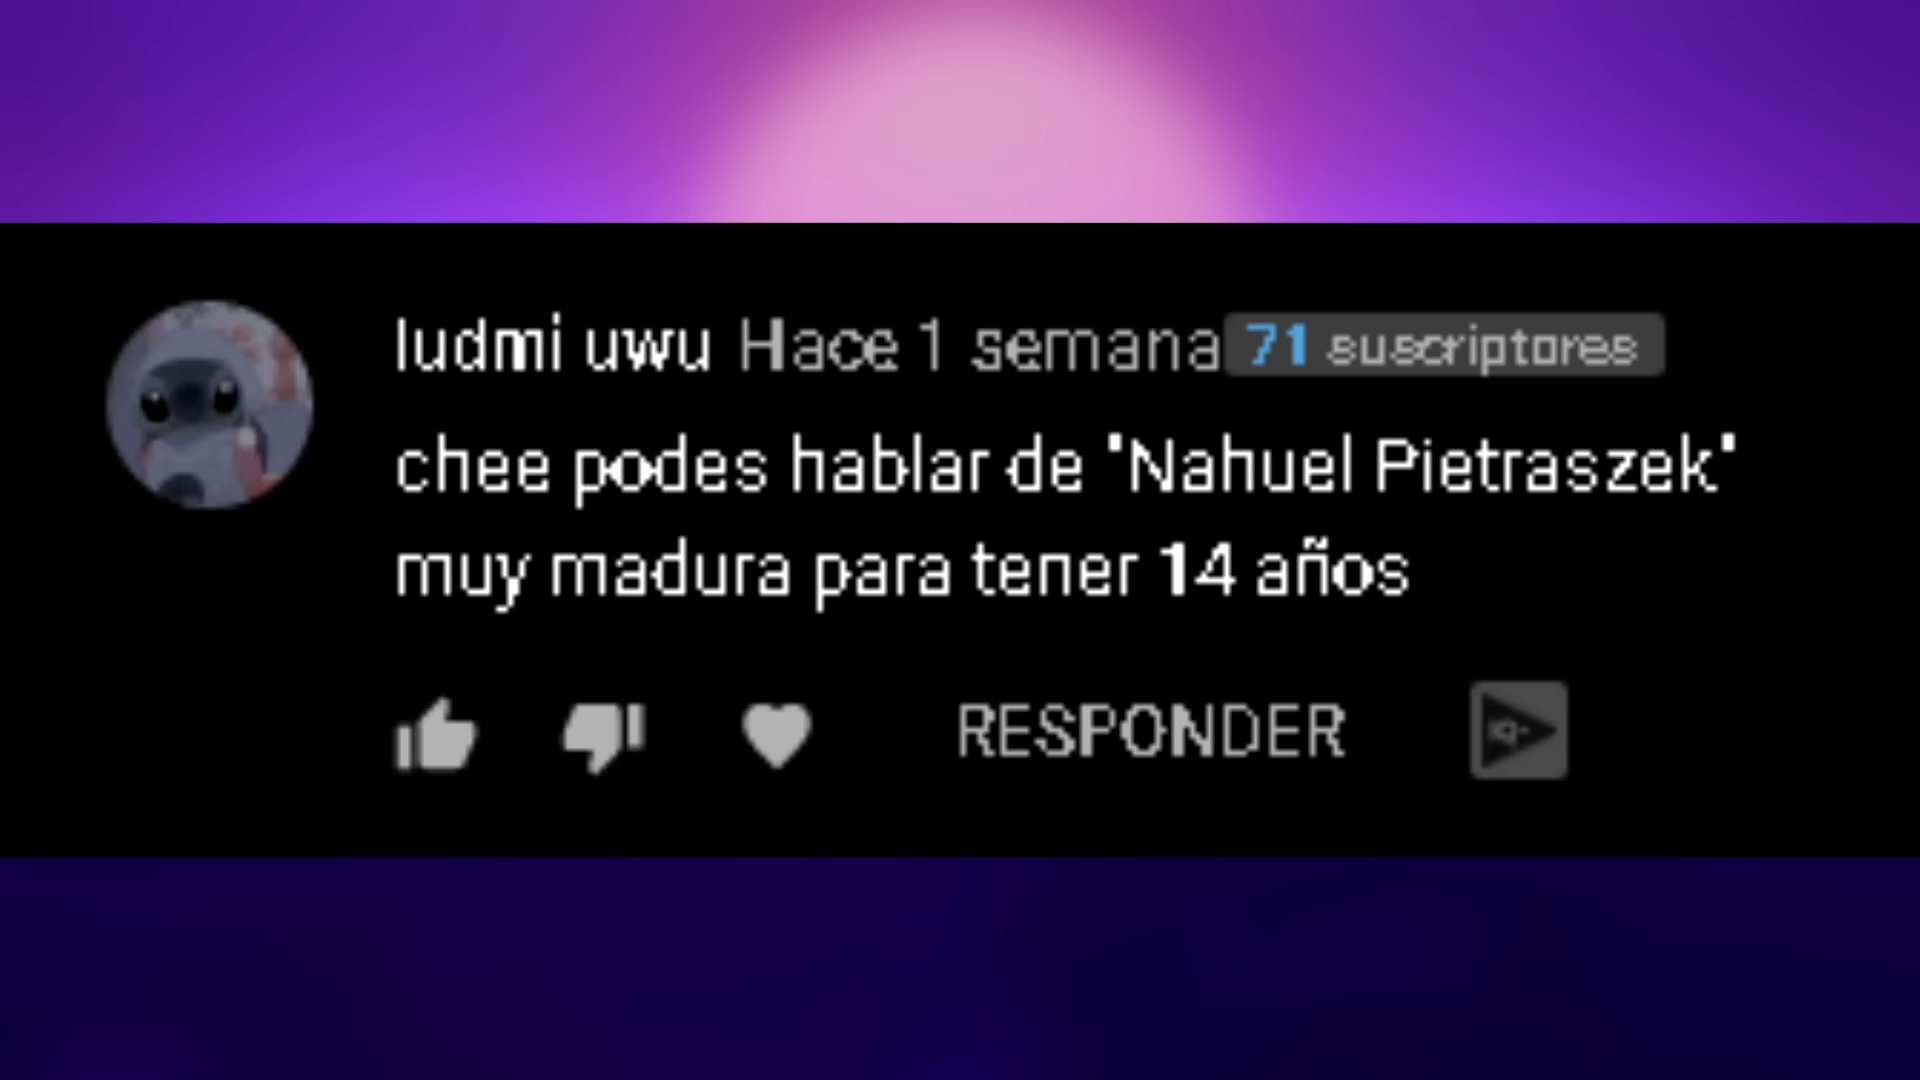 ludmi uwu Hace 1 semana 71 suscriptores
chee podes hablar de "Nahuel Pietraszek"
muy madura para tener 14 años
RESPONDER